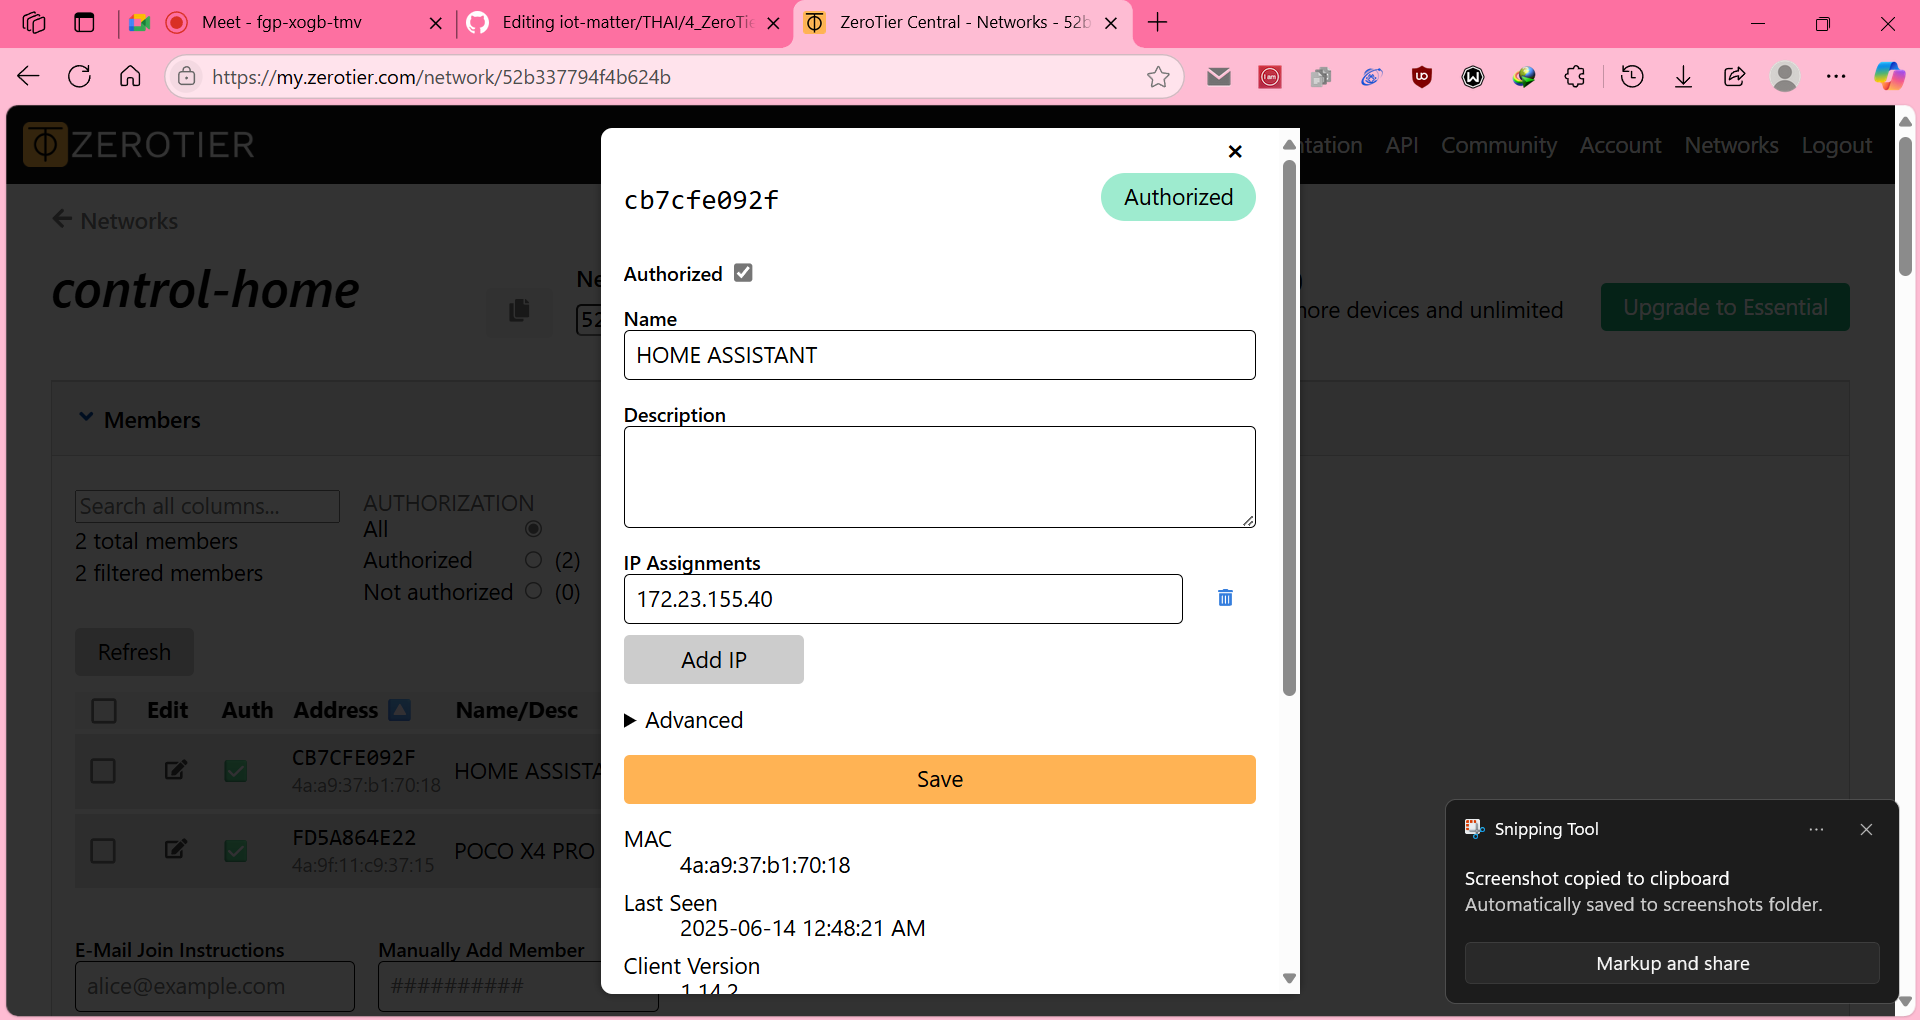 Meet - fgp-xogb-tmv
Editing iot-matter/THAI/4_ZeroTie
ZeroTier Central - Networks - 52b
https://my.zerotier.com/network/52b337794f4b624b
ZEROTIER
ntation API Community Account Networks Logout
Networks
control-home
Ne
52
more devices and unlimited
Upgrade to Essential
Members
Search all columns...
2 total members
2 filtered members
AUTHORIZATION
All
Authorized (2)
Not authorized (0)
Refresh
Edit Auth Address Name/Desc
CB7CFE092F
4a:a9:37:b1:70:18
HOME ASSISTA
FD5A864E22
4a:9f:11:c9:37:15
POCO X4 PRO
E-Mail Join Instructions
alice@example.com
Manually Add Member
##########
cb7cfe092f
Authorized
Authorized
Name
HOME ASSISTANT
Description
IP Assignments
172.23.155.40
Add IP
Advanced
Save
MAC
4a:a9:37:b1:70:18
Last Seen
2025-06-14 12:48:21 AM
Client Version
1.14.2
Snipping Tool
Screenshot copied to clipboard
Automatically saved to screenshots folder.
Markup and share